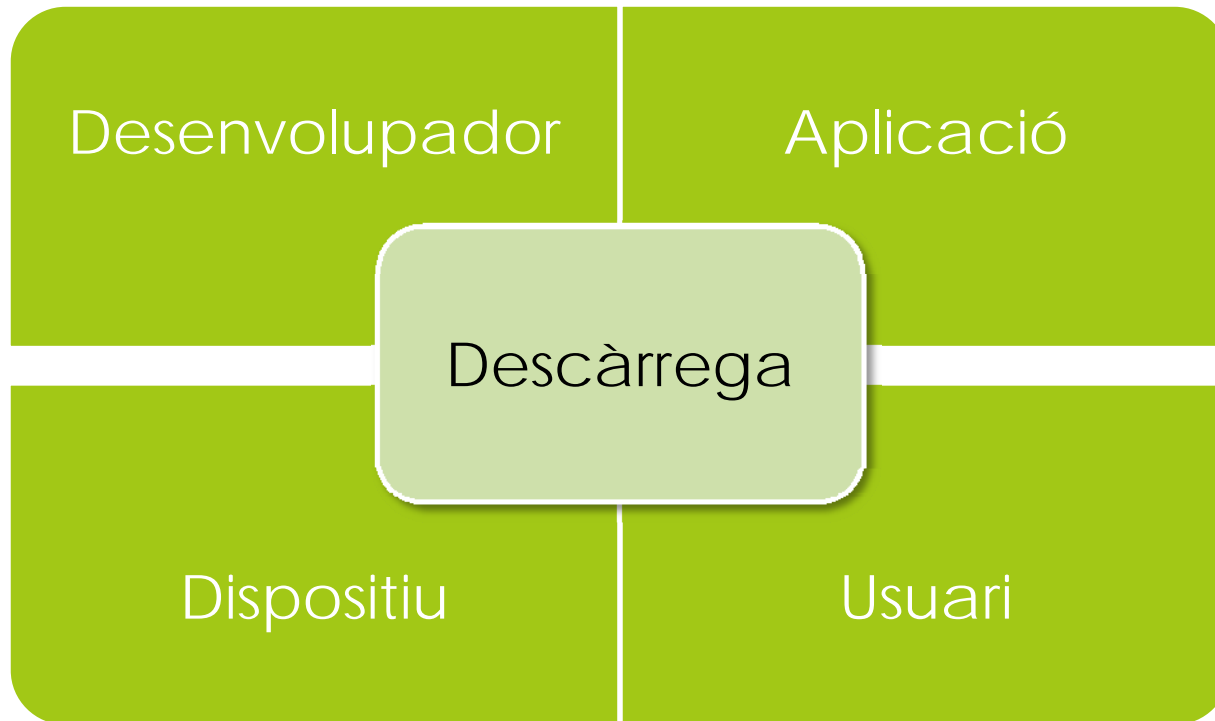 Desenvolupador
Aplicació
Descàrrega
Dispositiu
Usuari